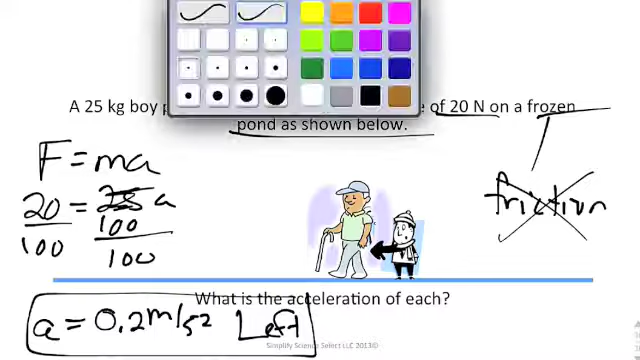 A 25 kg boy p e of 20 N on a frozen
pond as shown below.
F = ma
20 = 25 a
100
100 100
friction
What is the acceleration of each?
a = 0.2 m/s2 Left
Simplify Science Select LLC 2013©